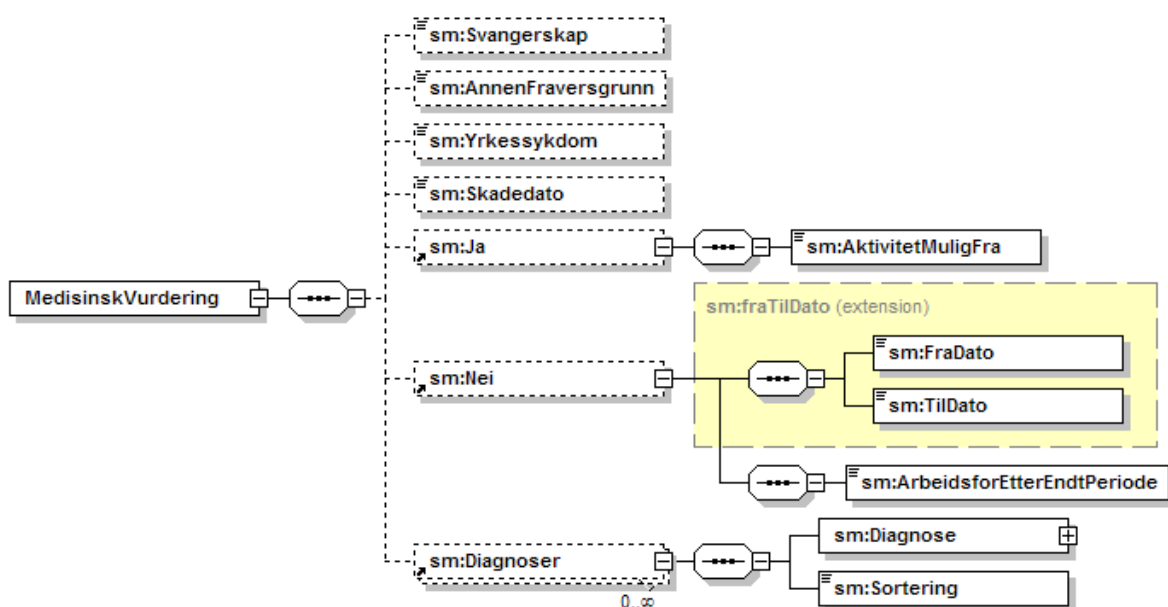 sm:Svangerskap
sm:AnnenFraversgrunn
sm:Yrkessykdom
sm:Skadedato
sm:Ja
sm:AktivitetMuligFra
MedisinskVurdering
sm:fraTilDato (extension)
sm:FraDato
sm:Nei
sm:TilDato
sm:ArbeidsforEtterEndtPeriode
sm:Diagnose
sm:Diagnoser
sm:Sortering
0..∞